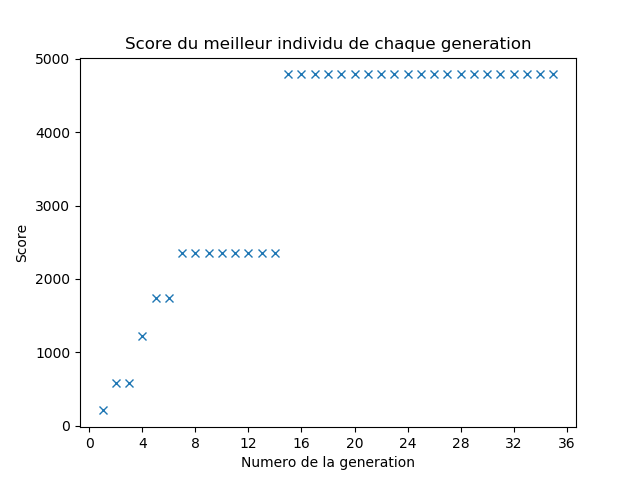 Score du meilleur individu de chaque generation
5000
4000
3000
2000
1000
0
Score
0 4 8 12 16 20 24 28 32 36
Numero de la generation